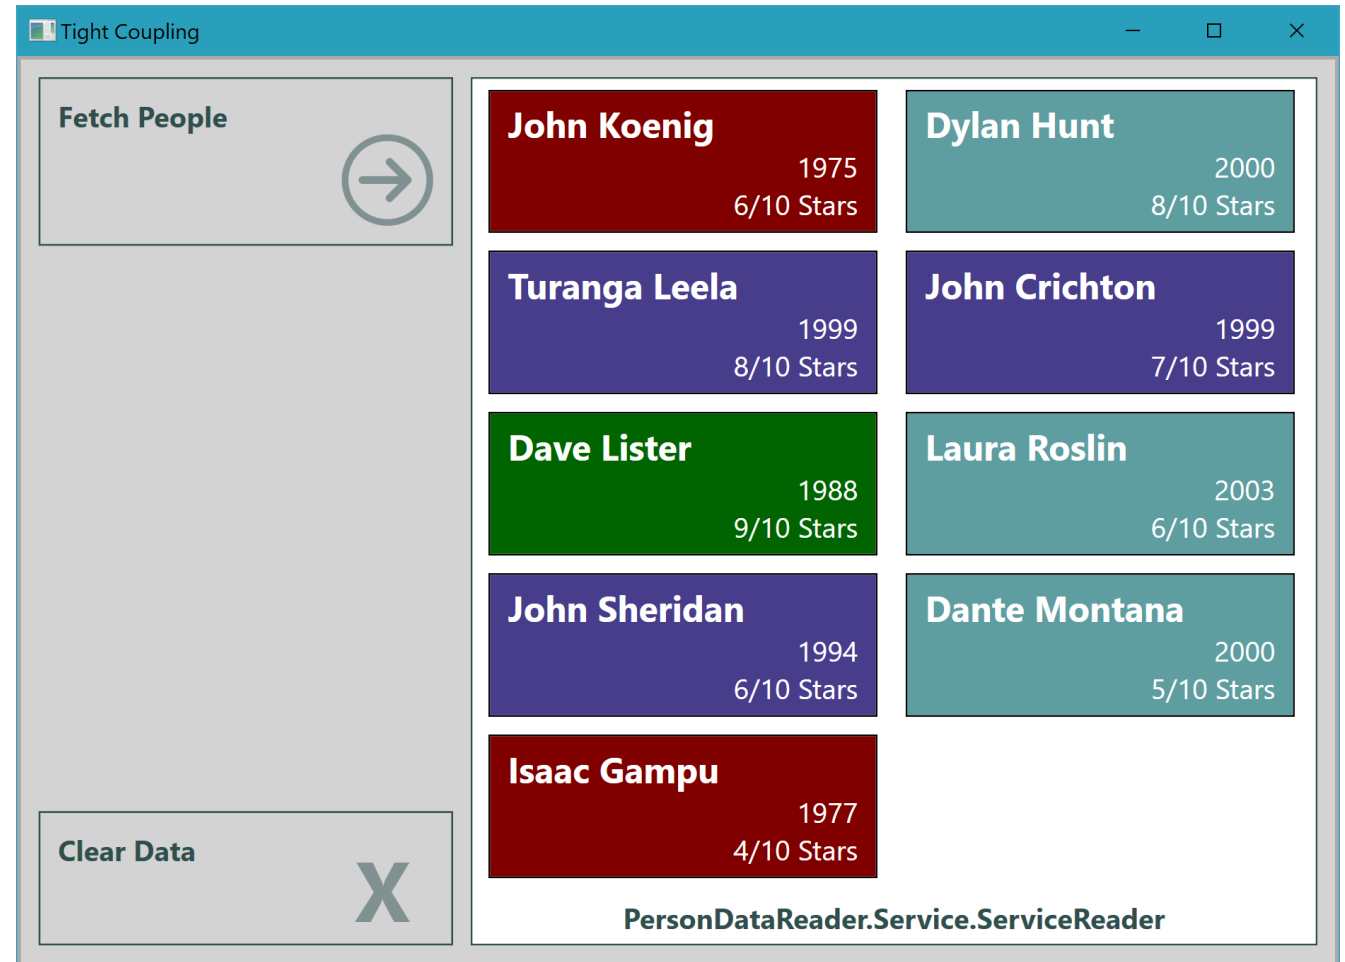 Tight Coupling
Fetch People
John Koenig
1975
6/10 Stars
Dylan Hunt
2000
8/10 Stars
Turanga Leela
1999
8/10 Stars
John Crichton
1999
7/10 Stars
Dave Lister
1988
9/10 Stars
Laura Roslin
2003
6/10 Stars
John Sheridan
1994
6/10 Stars
Dante Montana
2000
5/10 Stars
Isaac Gampu
1977
4/10 Stars
Clear Data
X
PersonDataReader.Service.ServiceReader